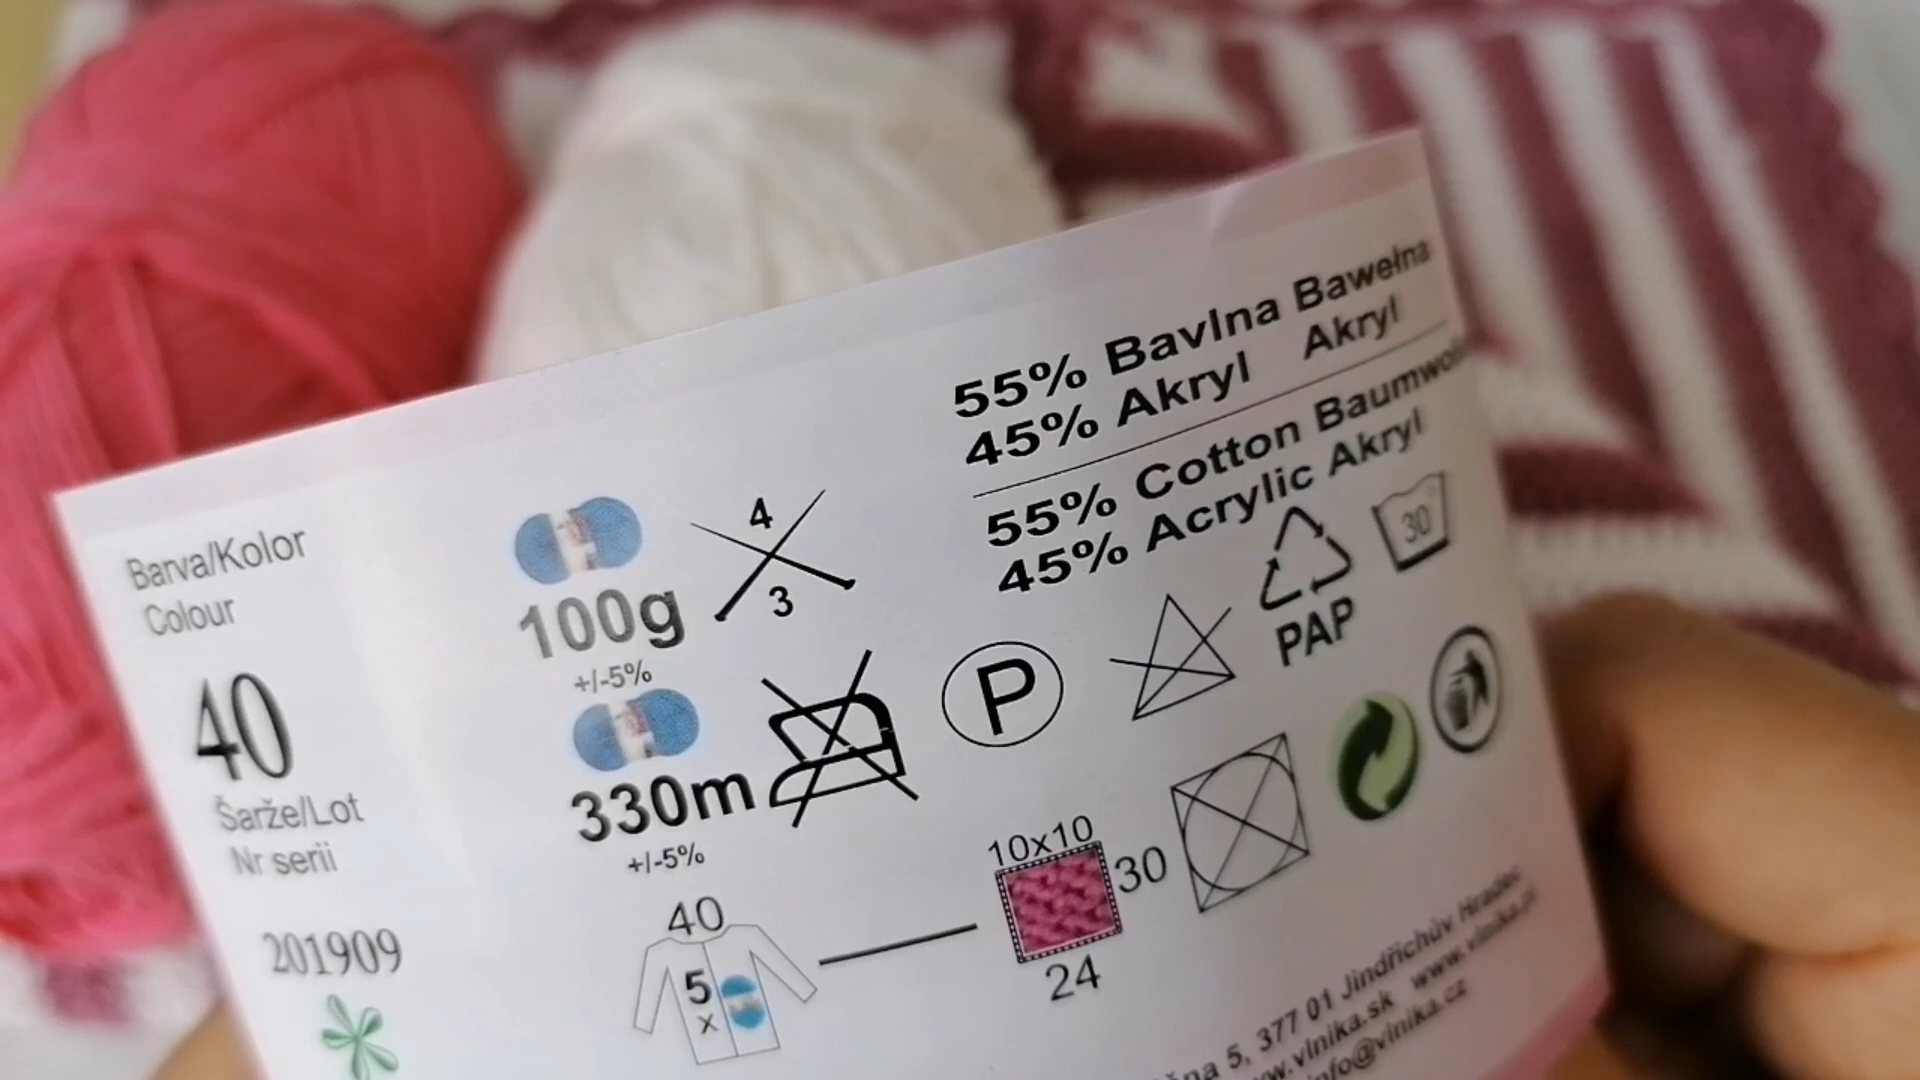 Barva/Kolor
Colour
40
Šarže/Lot
Nr serii
201909
100g
+/-5%
330m
+/-5%
4
3
55% Bavlna Bawełna
45% Akryl Akryl
55% Cotton
45% Acrylic Akryl
30
PAP
P
10x10
30
24
40
5
x
5, 377 01 Jindřichův Hradec
www.vlnika.sk www.vlnika.pl
info@vlnika.cz